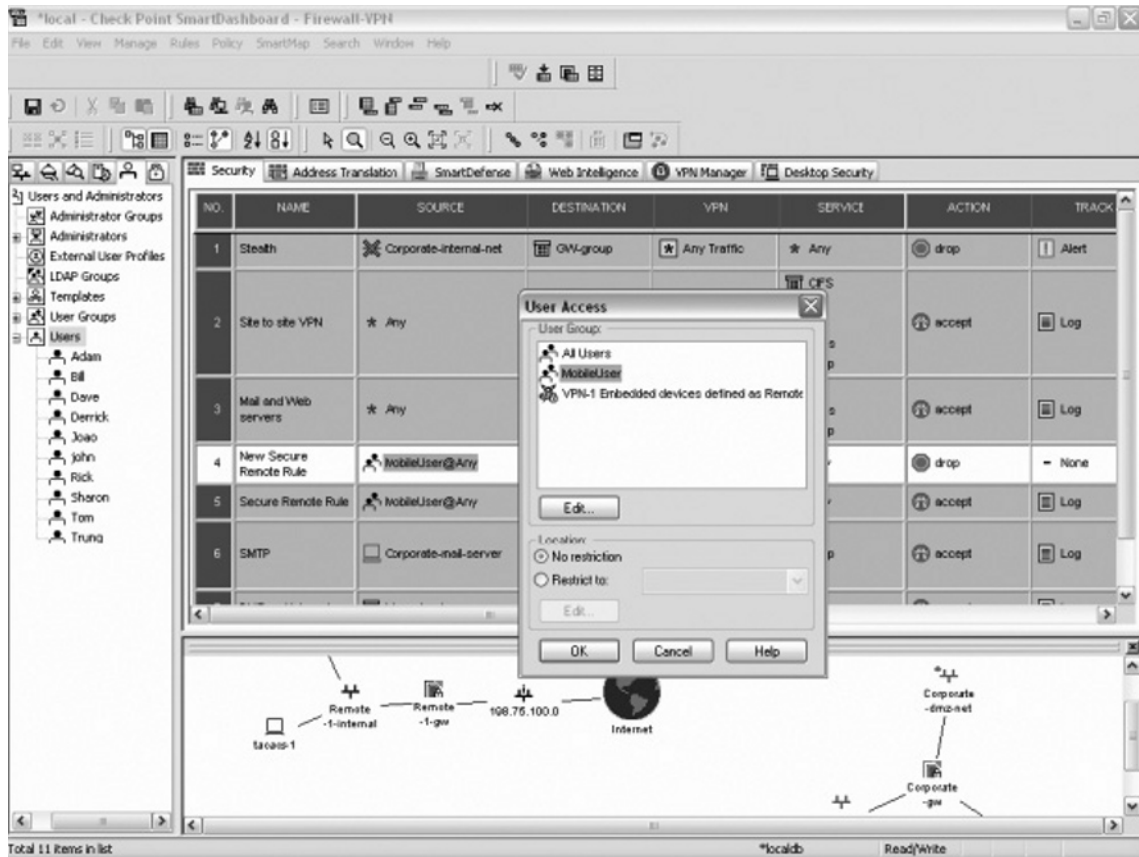 *local - Check Point SmartDashboard - Firewall-VPN
File Edit View Manage Rules Policy SmartMap Search Window Help
Security Address Translation SmartDefense Web Intelligence VPN Manager Desktop Security
Users and Administrators
Administrator Groups
Administrators
External User Profiles
LDAP Groups
Templates
User Groups
Users
Adam
Bill
Dave
Derrick
Joao
john
Rick
Sharon
Tom
Trung
NO. NAME SOURCE DESTINATION VPN SERVICE ACTION TRACK
1 Stealth Corporate-internal-net GW-group Any Traffic Any drop Alert
CIFS
2 Site to site VPN Any accept Log
3 Mail and Web servers Any accept Log
4 New Secure Remote Rule MobileUser@Any drop None
5 Secure Remote Rule MobileUser@Any accept Log
6 SMTP Corporate-mail-server accept Log
User Access
User Group:
All Users
MobileUser
VPN-1 Embedded devices defined as Remote
Edit...
Location:
No restriction
Restrict to:
Edit...
OK Cancel Help
tacacs-1
Remote
-1-internal
Remote
-1-gw
198.75.100.0
Internet
Corporate
-dmz-net
Corporate
-gw
Total 11 items in list
*localdb Read/Write